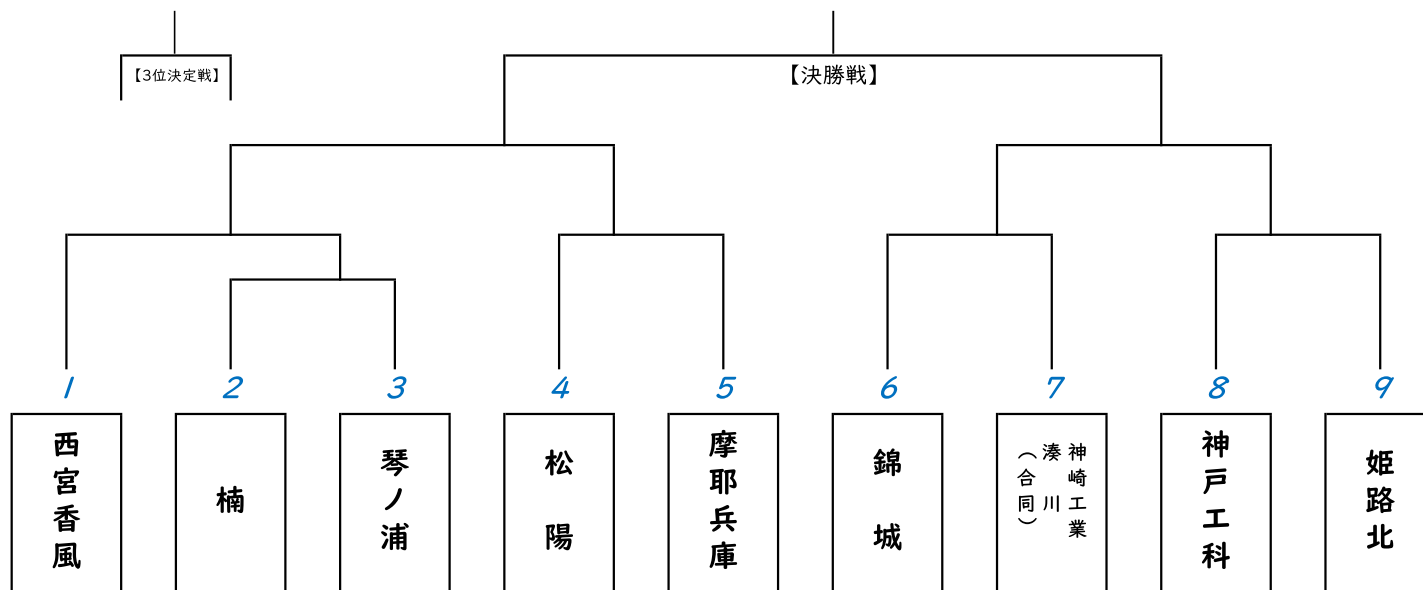 【3位決定戦】
【決勝戦】
1
2
3
4
5
6
7
8
9
西宮香風
楠
琴ノ浦
松陽
摩耶兵庫
錦城
神崎工業
湊川
（合同）
神戸工科
姫路北